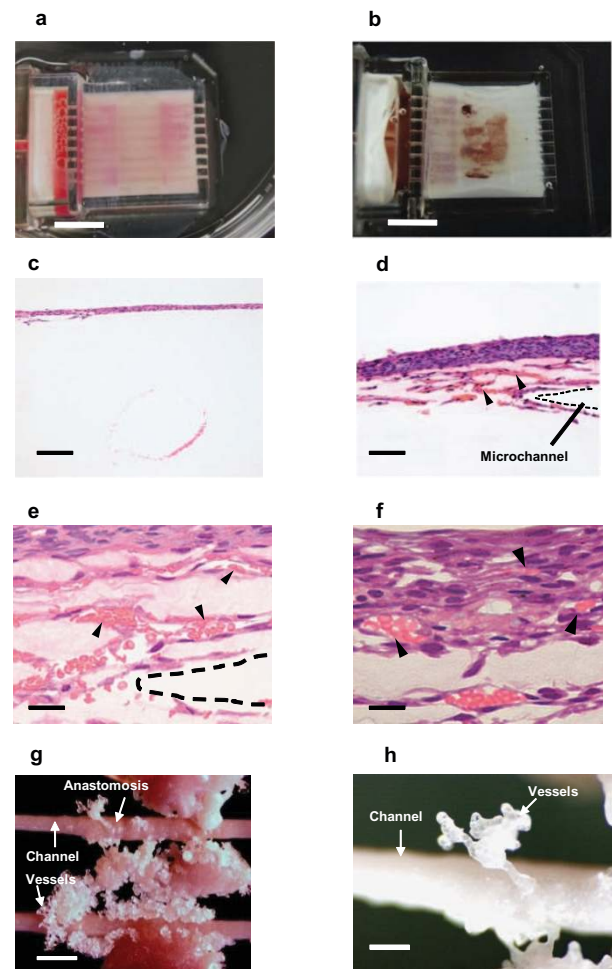 a
b
c
d
Microchannel
e
f
g
Anastomosis
Channel
Vessels
h
Vessels
Channel